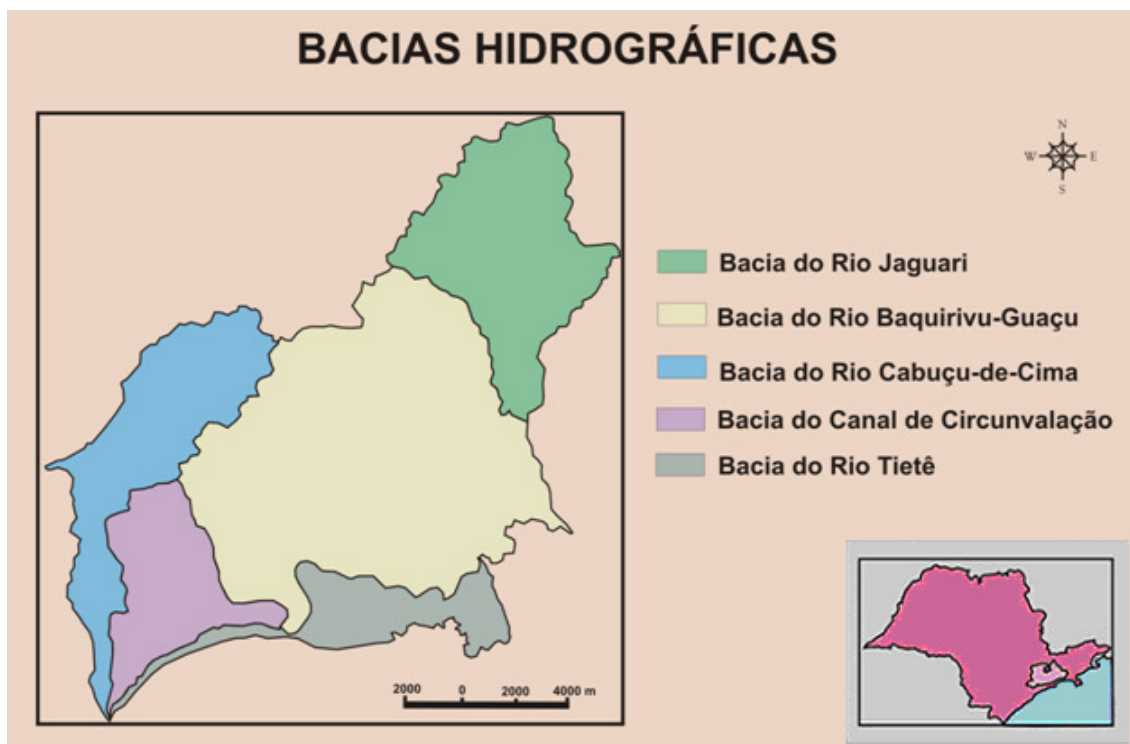 BACIAS HIDROGRÁFICAS
N
W E
S
Bacia do Rio Jaguari
Bacia do Rio Baquirivu-Guaçu
Bacia do Rio Cabuçu-de-Cima
Bacia do Canal de Circunvalação
Bacia do Rio Tietê
2000 0 2000 4000 m